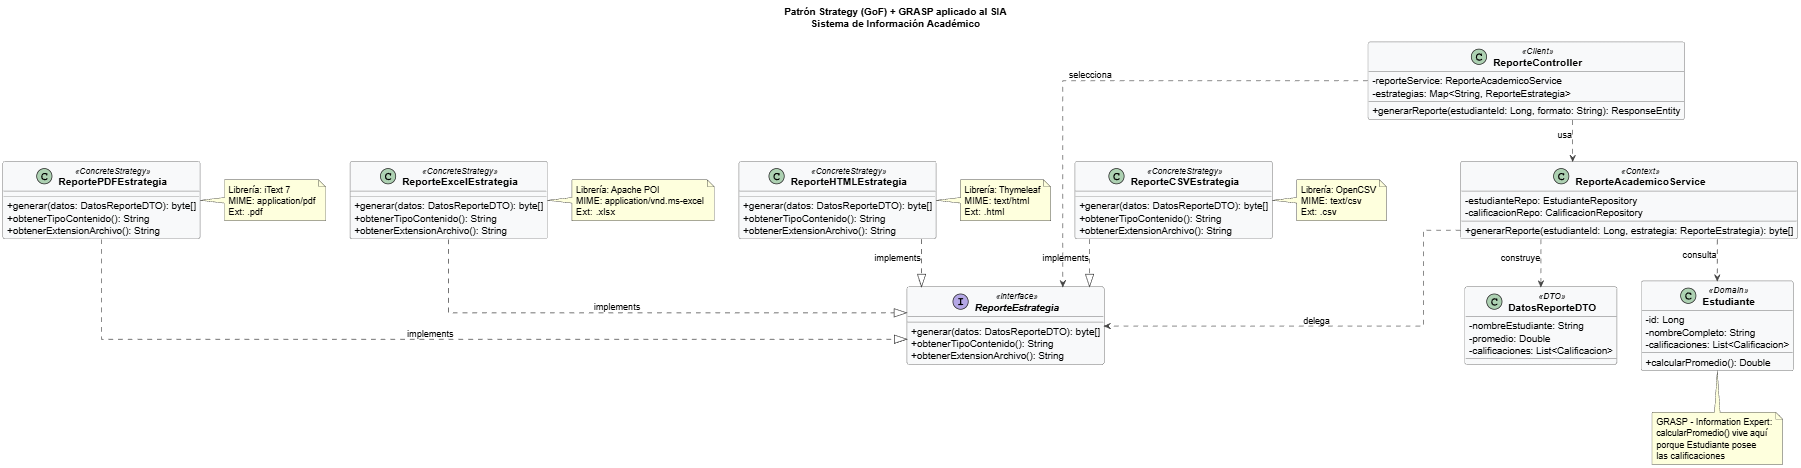 Patrón Strategy (GoF) + GRASP aplicado al SIA
Sistema de Información Académico
C
«Client»
ReporteController
-reporteService: ReporteAcademicoService
-estrategias: Map<String, ReporteEstrategia>
+generarReporte(estudianteId: Long, formato: String): ResponseEntity
selecciona
usa
C
«ConcreteStrategy»
ReportePDFEstrategia
+generar(datos: DatosReporteDTO): byte[]
+obtenerTipoContenido(): String
+obtenerExtensionArchivo(): String
Librería: iText 7
MIME: application/pdf
Ext: .pdf
C
«ConcreteStrategy»
ReporteExcelEstrategia
+generar(datos: DatosReporteDTO): byte[]
+obtenerTipoContenido(): String
+obtenerExtensionArchivo(): String
Librería: Apache POI
MIME: application/vnd.ms-excel
Ext: .xlsx
C
«ConcreteStrategy»
ReporteHTMLEstrategia
+generar(datos: DatosReporteDTO): byte[]
+obtenerTipoContenido(): String
+obtenerExtensionArchivo(): String
Librería: Thymeleaf
MIME: text/html
Ext: .html
C
«ConcreteStrategy»
ReporteCSVEstrategia
+generar(datos: DatosReporteDTO): byte[]
+obtenerTipoContenido(): String
+obtenerExtensionArchivo(): String
Librería: OpenCSV
MIME: text/csv
Ext: .csv
C
«Context»
ReporteAcademicoService
-estudianteRepo: EstudianteRepository
-calificacionRepo: CalificacionRepository
+generarReporte(estudianteId: Long, estrategia: ReporteEstrategia): byte[]
implements
implements
construye
consulta
implements
implements
delega
I
«Interface»
ReporteEstrategia
+generar(datos: DatosReporteDTO): byte[]
+obtenerTipoContenido(): String
+obtenerExtensionArchivo(): String
C
«DTO»
DatosReporteDTO
-nombreEstudiante: String
-promedio: Double
-calificaciones: List<Calificacion>
C
«Domain»
Estudiante
-id: Long
-nombreCompleto: String
-calificaciones: List<Calificacion>
+calcularPromedio(): Double
GRASP - Information Expert:
calcularPromedio() vive aquí
porque Estudiante posee
las calificaciones